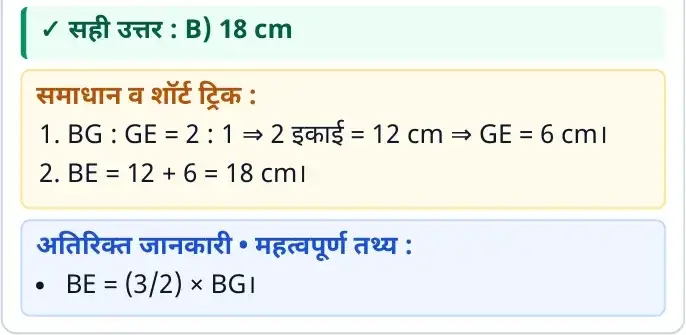 ✓ सही उत्तर : B) 18 cm
समाधान व शॉर्ट ट्रिक :
1. BG : GE = 2 : 1 ⇒ 2 इकाई = 12 cm ⇒ GE = 6 cm।
2. BE = 12 + 6 = 18 cm।
अतिरिक्त जानकारी • महत्वपूर्ण तथ्य :
• BE = (3/2) × BG।